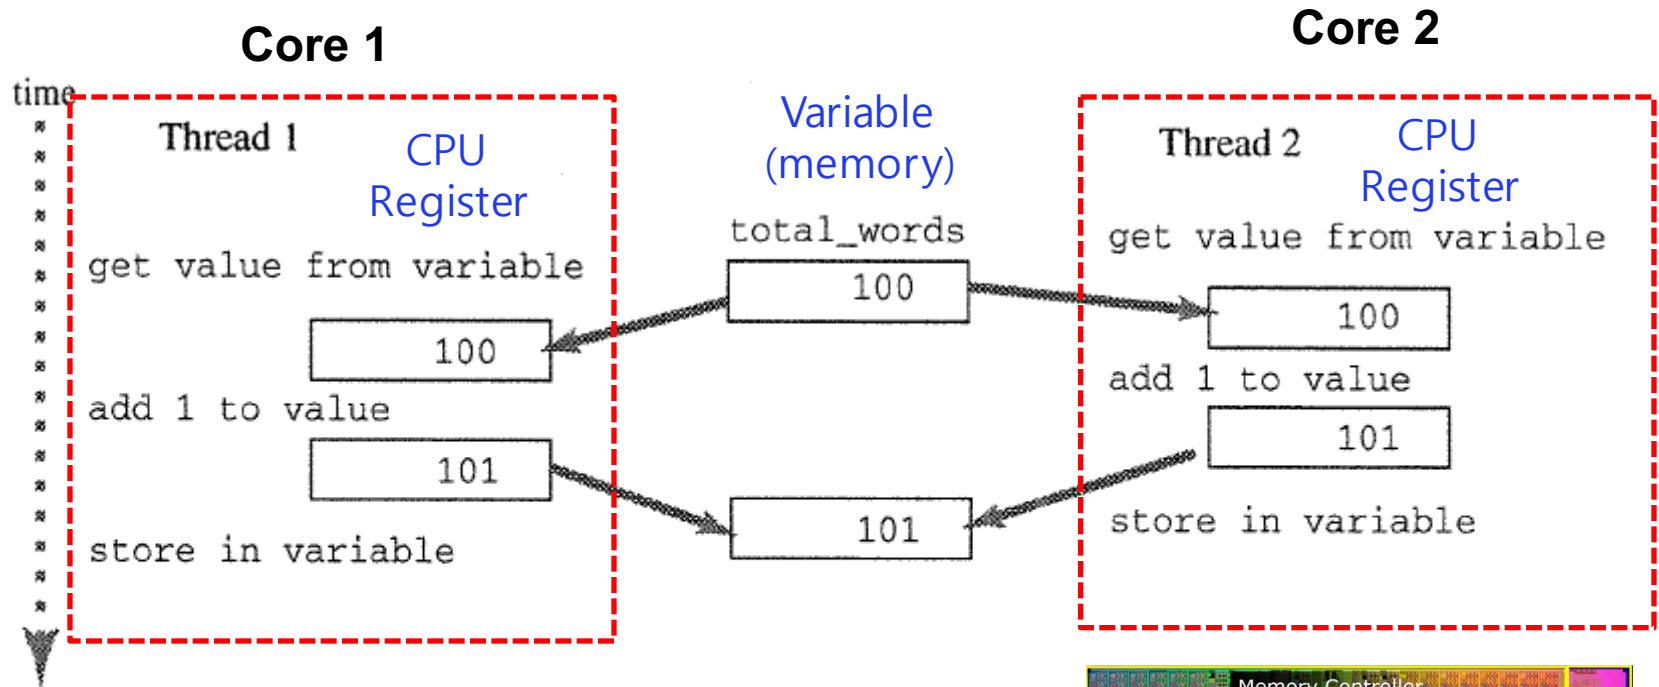 Core 1
Core 2
time
Thread 1
CPU
Register
Variable
(memory)
Thread 2
CPU
Register
total_words
get value from variable
get value from variable
100
100
100
add 1 to value
add 1 to value
101
101
101
store in variable
store in variable
Memory Controller